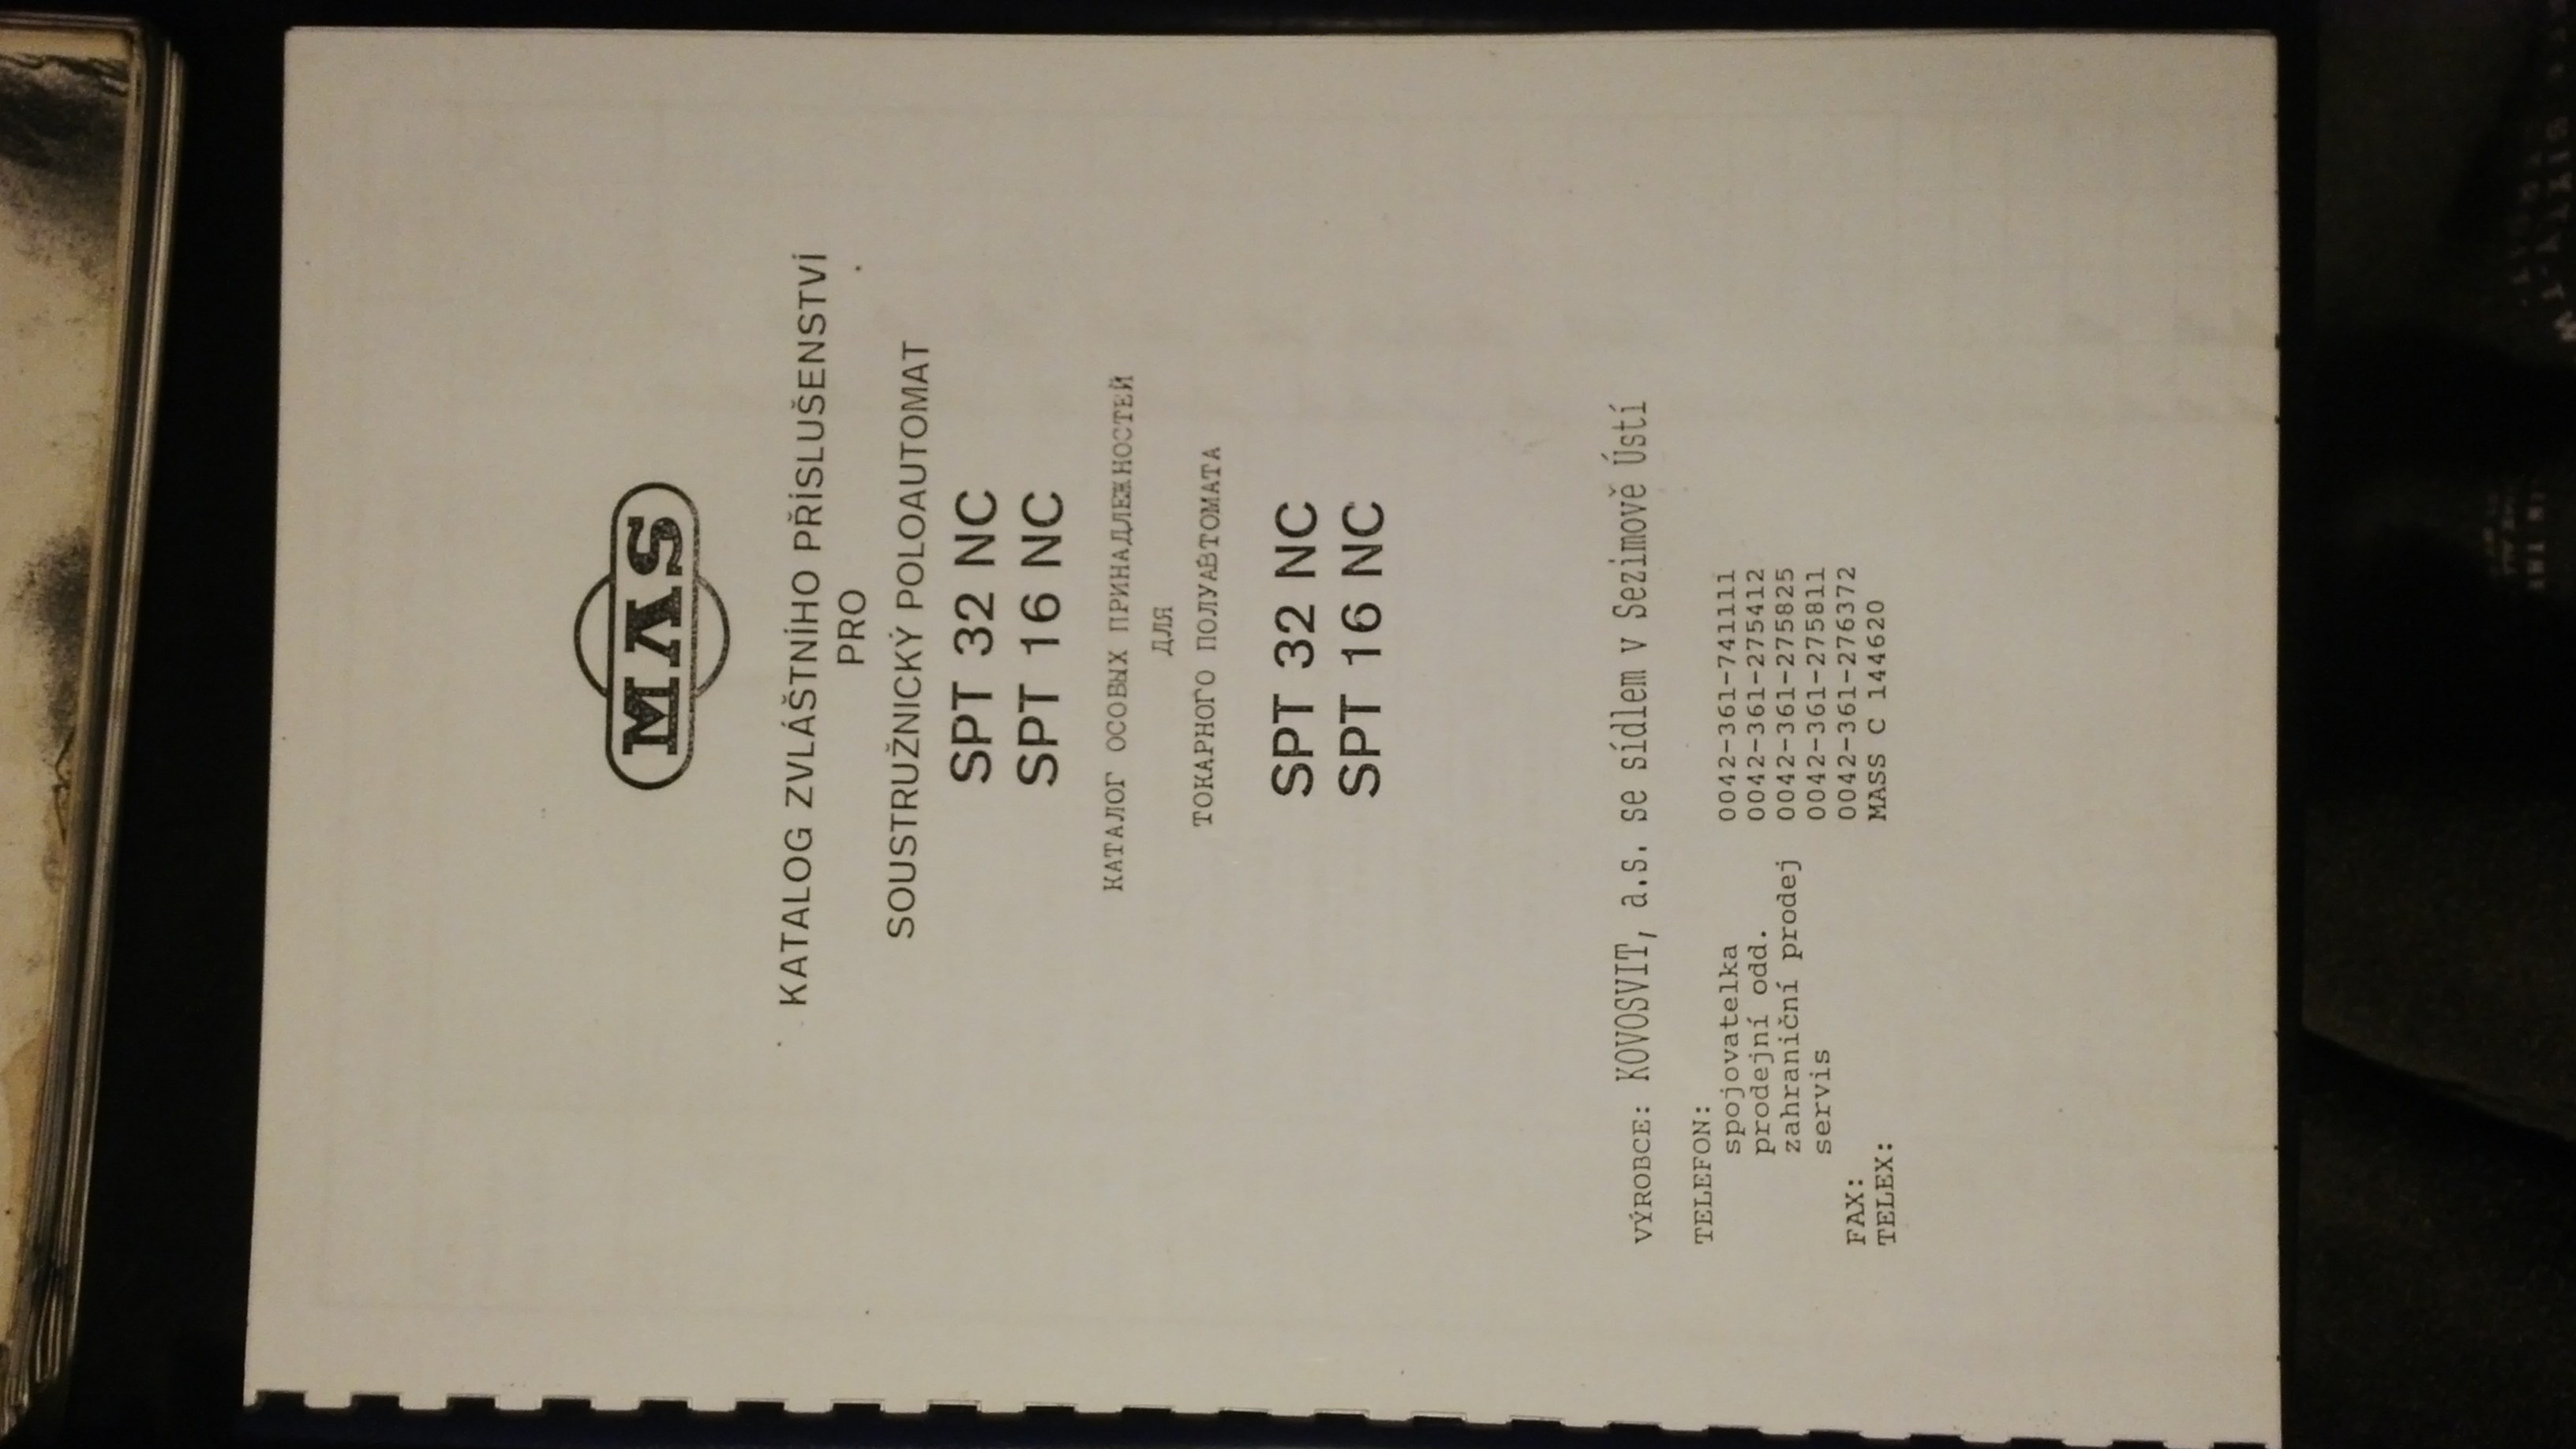 MAS
KATALOG ZVLÁŠTNÍHO PŘÍSLUŠENSTVÍ
PRO
SOUSTRUŽNICKÝ POLOAUTOMAT
SPT 32 NC
SPT 16 NC
КАТАЛОГ ОСОБЫХ ПРИНАДЛЕЖНОСТЕЙ
ДЛЯ
ТОКАРНОГО ПОЛУАВТОМАТА
SPT 32 NC
SPT 16 NC
VÝROBCE: KOVOSVIT, a.s. se sídlem v Sezimově Ústí
TELEFON:
spojovatelka 0042-361-741111
prodejní odd. 0042-361-275412
zahraniční prodej 0042-361-275825
servis 0042-361-275811
FAX: 0042-361-276372
TELEX: MASS C 144620